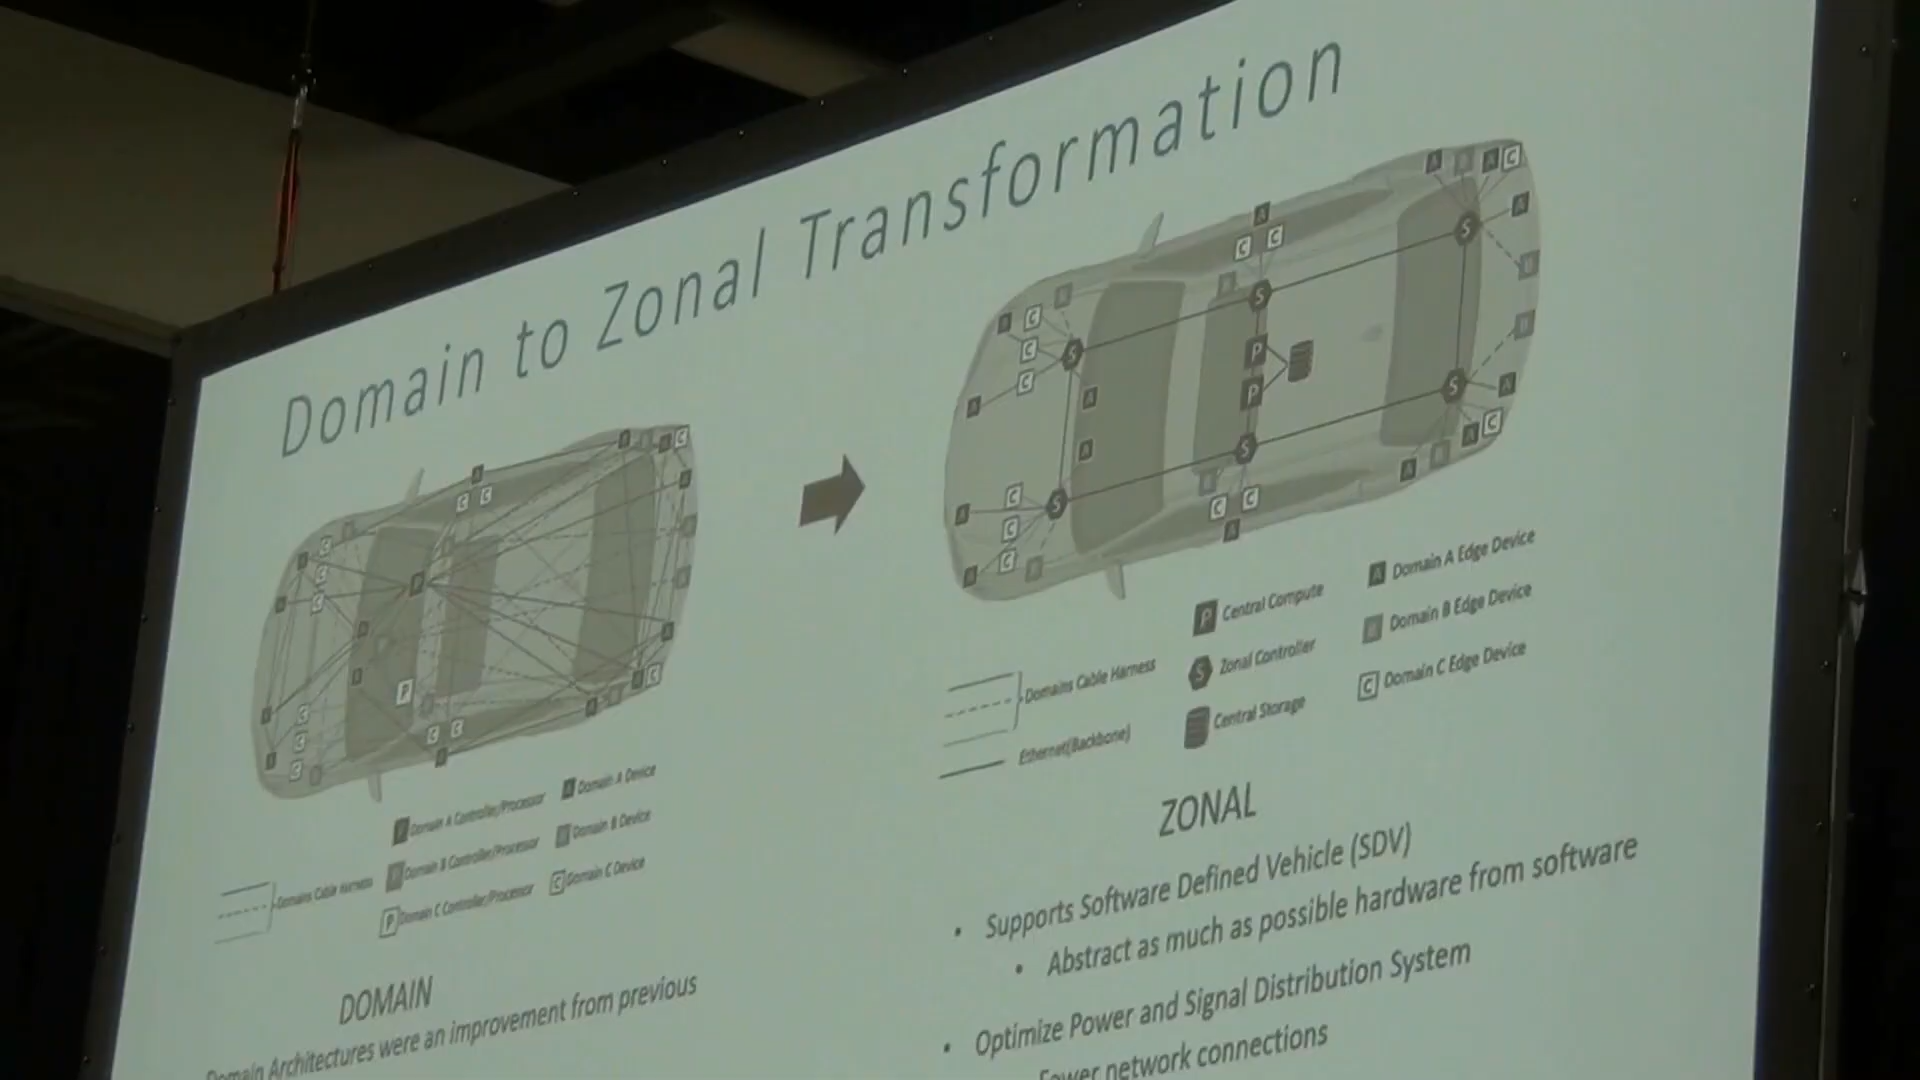 Domain to Zonal Transformation
Domain A Controller/Processor
Domain A Device
Domain B Controller/Processor
Domain B Device
Domains Cable Harness
Domain C Controller/Processor
Domain C Device
P
C
DOMAIN
Domain Architectures were an improvement from previous
P Central Compute
A Domain A Edge Device
S Zonal Controller
B Domain B Edge Device
Domains Cable Harness
Central Storage
C Domain C Edge Device
Ethernet(Backbone)
ZONAL
• Supports Software Defined Vehicle (SDV)
• Abstract as much as possible hardware from software
• Optimize Power and Signal Distribution System
Fewer network connections